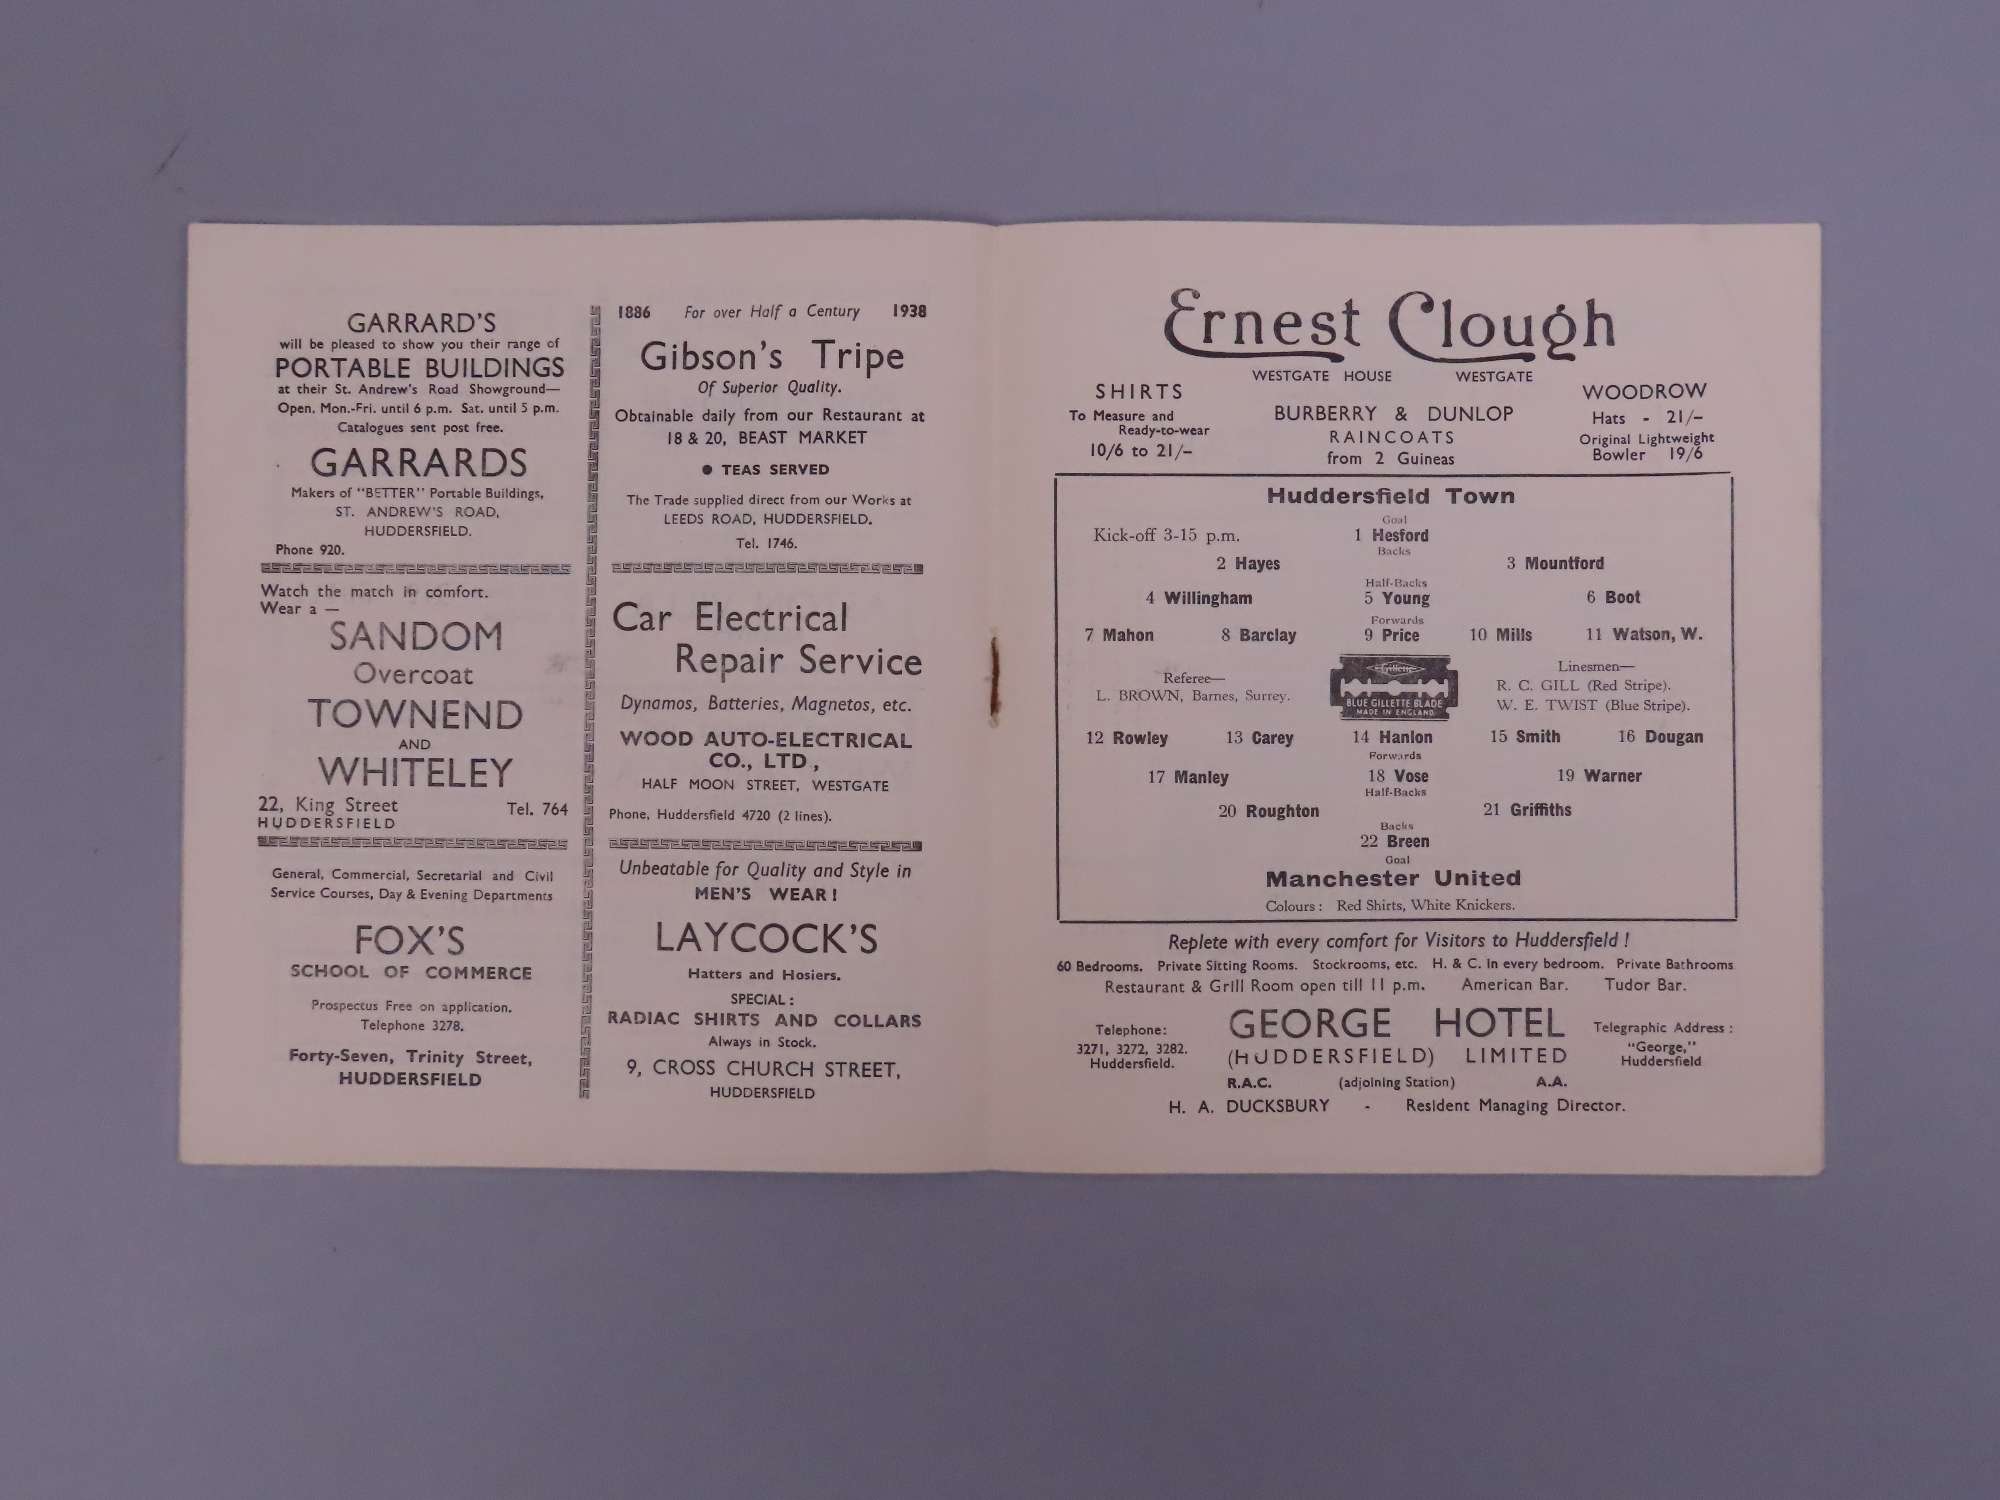 GARRARD'S
will be pleased to show you their range of
PORTABLE BUILDINGS
at their St. Andrew's Road Showground—
Open, Mon.-Fri. until 6 p.m. Sat. until 5 p.m.
Catalogues sent post free.
GARRARDS
Makers of "BETTER" Portable Buildings,
ST. ANDREW'S ROAD,
HUDDERSFIELD.
Phone 920.
Watch the match in comfort.
Wear a —
SANDOM
Overcoat
TOWNEND
AND
WHITELEY
22, King Street Tel. 764
HUDDERSFIELD
General, Commercial, Secretarial and Civil
Service Courses, Day & Evening Departments
FOX'S
SCHOOL OF COMMERCE
Prospectus Free on application.
Telephone 3278.
Forty-Seven, Trinity Street,
HUDDERSFIELD
1886 For over Half a Century 1938
Gibson's Tripe
Of Superior Quality.
Obtainable daily from our Restaurant at
18 & 20, BEAST MARKET
● TEAS SERVED
The Trade supplied direct from our Works at
LEEDS ROAD, HUDDERSFIELD.
Tel. 1746.
Car Electrical
Repair Service
Dynamos, Batteries, Magnetos, etc.
WOOD AUTO-ELECTRICAL
CO., LTD,
HALF MOON STREET, WESTGATE
Phone, Huddersfield 4720 (2 lines).
Unbeatable for Quality and Style in
MEN'S WEAR!
LAYCOCK'S
Hatters and Hosiers.
SPECIAL:
RADIAC SHIRTS AND COLLARS
Always in Stock.
9, CROSS CHURCH STREET,
HUDDERSFIELD
Ernest Clough
WESTGATE HOUSE WESTGATE
SHIRTS
To Measure and
Ready-to-wear
10/6 to 21/-
BURBERRY & DUNLOP
RAINCOATS
from 2 Guineas
WOODROW
Hats - 21/-
Original Lightweight
Bowler 19/6
Huddersfield Town
Goal
Kick-off 3-15 p.m. 1 Hesford
Backs
2 Hayes 3 Mountford
Half-Backs
4 Willingham 5 Young 6 Boot
Forwards
7 Mahon 8 Barclay 9 Price 10 Mills 11 Watson, W.
Referee—
L. BROWN, Barnes, Surrey.
Gillette
BLUE GILLETTE BLADE
MADE IN ENGLAND
Linesmen—
R. C. GILL (Red Stripe).
W. E. TWIST (Blue Stripe).
12 Rowley 13 Carey 14 Hanlon 15 Smith 16 Dougan
Forwards
17 Manley 18 Vose 19 Warner
Half-Backs
20 Roughton 21 Griffiths
Backs
22 Breen
Goal
Manchester United
Colours: Red Shirts, White Knickers.
Replete with every comfort for Visitors to Huddersfield!
60 Bedrooms. Private Sitting Rooms. Stockrooms, etc. H. & C. in every bedroom. Private Bathrooms
Restaurant & Grill Room open till 11 p.m. American Bar. Tudor Bar.
Telephone:
3271, 3272, 3282.
Huddersfield.
GEORGE HOTEL
(HUDDERSFIELD) LIMITED
Telegraphic Address:
"George,"
Huddersfield
R.A.C. (adjoining Station) A.A.
H. A. DUCKSBURY - Resident Managing Director.